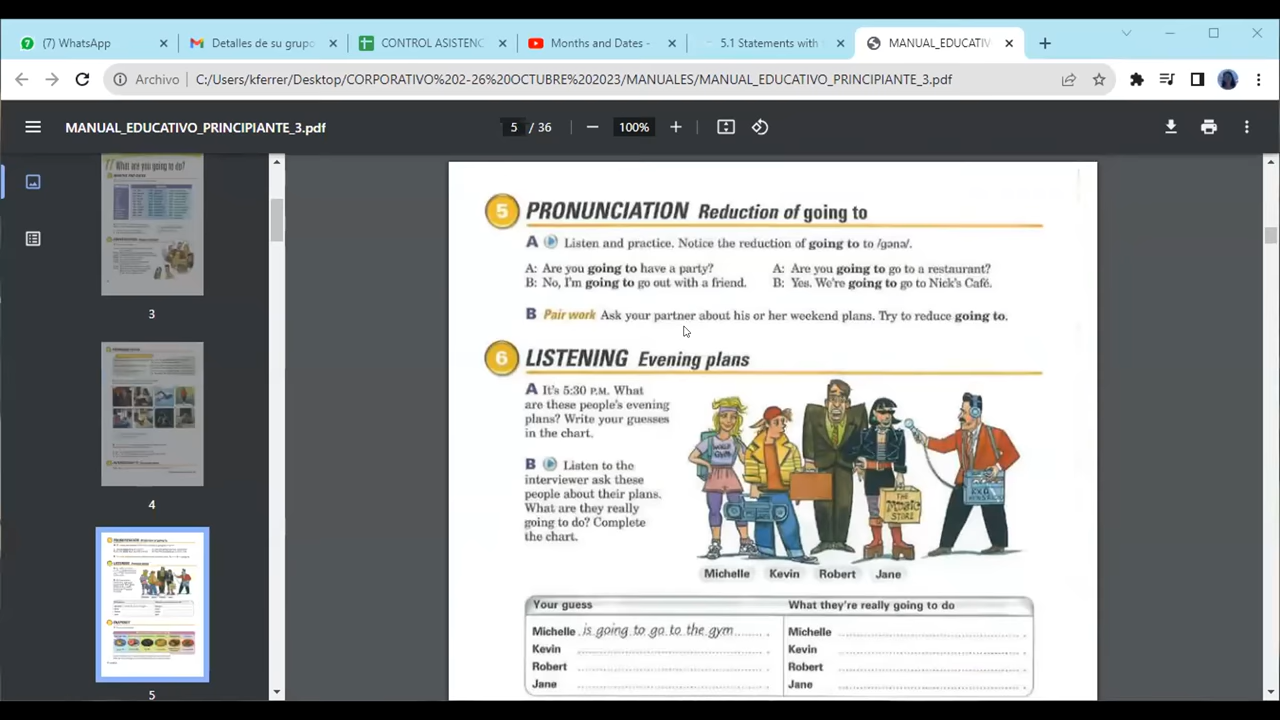 (7) WhatsApp
Detalles de su grupo
CONTROL ASISTENC
Months and Dates -
5.1 Statements with
MANUAL_EDUCATIV
Archivo
C:/Users/kferrer/Desktop/CORPORATIVO%202-26%20OCTUBRE%202023/MANUALES/MANUAL_EDUCATIVO_PRINCIPIANTE_3.pdf
MANUAL_EDUCATIVO_PRINCIPIANTE_3.pdf
5 / 36
100%
What are you going to do?
3
4
5
5 PRONUNCIATION Reduction of going to
A Listen and practice. Notice the reduction of going to to /gənə/.
A: Are you going to have a party?
B: No, I'm going to go out with a friend.
A: Are you going to go to a restaurant?
B: Yes. We're going to go to Nick's Café.
B Pair work Ask your partner about his or her weekend plans. Try to reduce going to.
6 LISTENING Evening plans
A It's 5:30 P.M. What
are these people's evening
plans? Write your guesses
in the chart.
B Listen to the
interviewer ask these
people about their plans.
What are they really
going to do? Complete
the chart.
THE
MUSIC
STORE
Michelle Kevin Robert Jane
Your guess
Michelle is going to go to the gym
Kevin
Robert
Jane
What they're really going to do
Michelle
Kevin
Robert
Jane